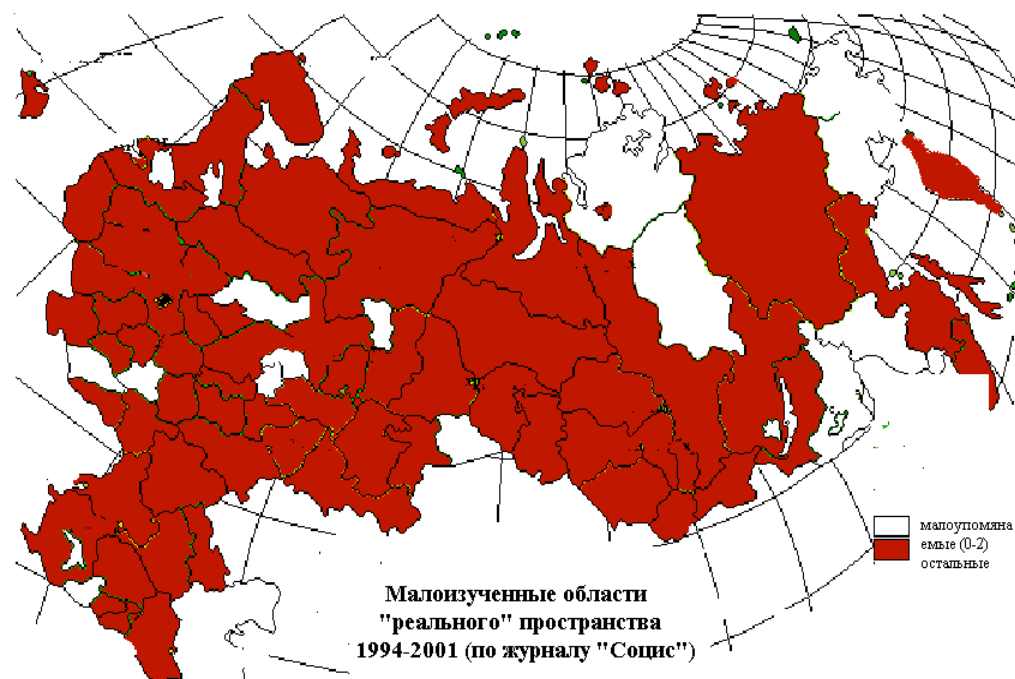 малоупомяна
емые (0-2)
остальные
Малоизученные области
"реального" пространства
1994-2001 (по журналу "Социс")